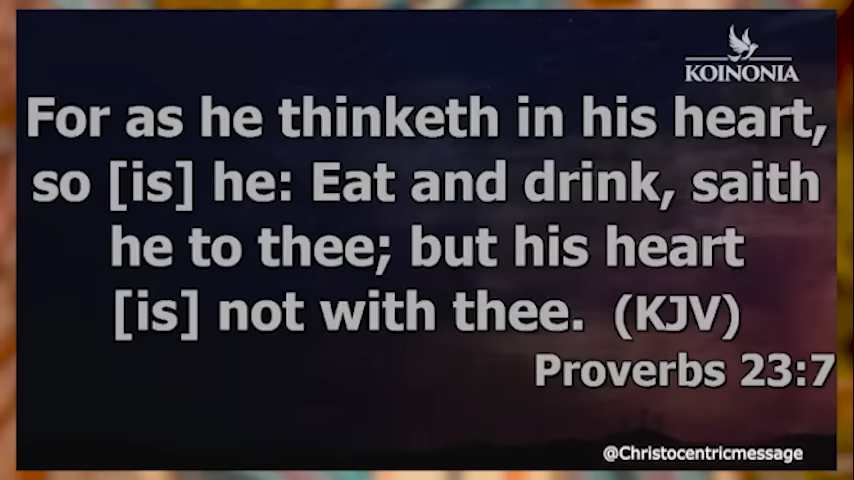 KOINONIA
For as he thinketh in his heart,
so [is] he: Eat and drink, saith
he to thee; but his heart
[is] not with thee. (KJV)
Proverbs 23:7
@Christocentricmessage